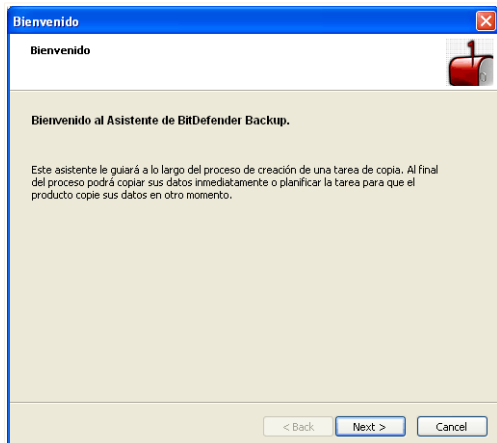 Bienvenido
Bienvenido
Bienvenido al Asistente de BitDefender Backup.
Este asistente le guiará a lo largo del proceso de creación de una tarea de copia. Al final
del proceso podrá copiar sus datos inmediatamente o planificar la tarea para que el
producto copie sus datos en otro momento.
< Back
Next >
Cancel